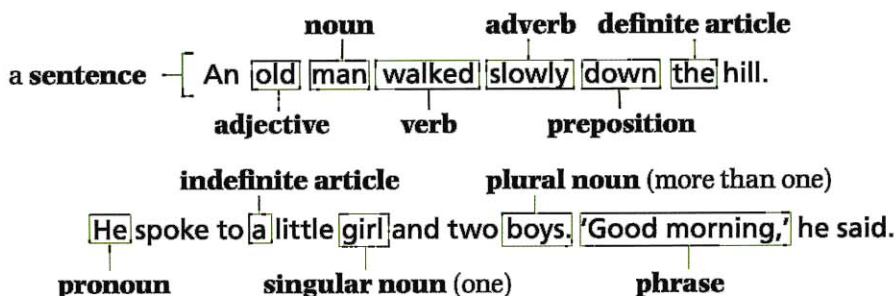 noun adverb definite article
a sentence An old man walked slowly down the hill.
adjective verb preposition
indefinite article plural noun (more than one)
He spoke to a little girl and two boys. 'Good morning,' he said.
pronoun singular noun (one) phrase